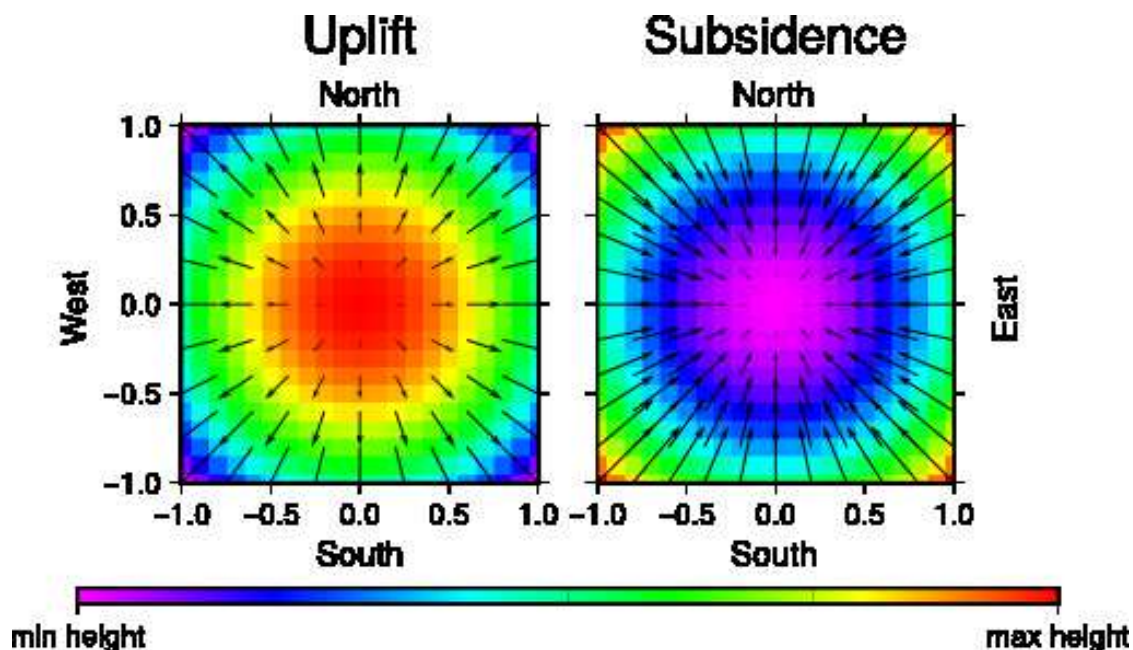 Uplift Subsidence
North North
1.0
0.5
0.0
−0.5
−1.0
West
East
−1.0 −0.5 0.0 0.5 1.0 −1.0 −0.5 0.0 0.5 1.0
South South
min height max height